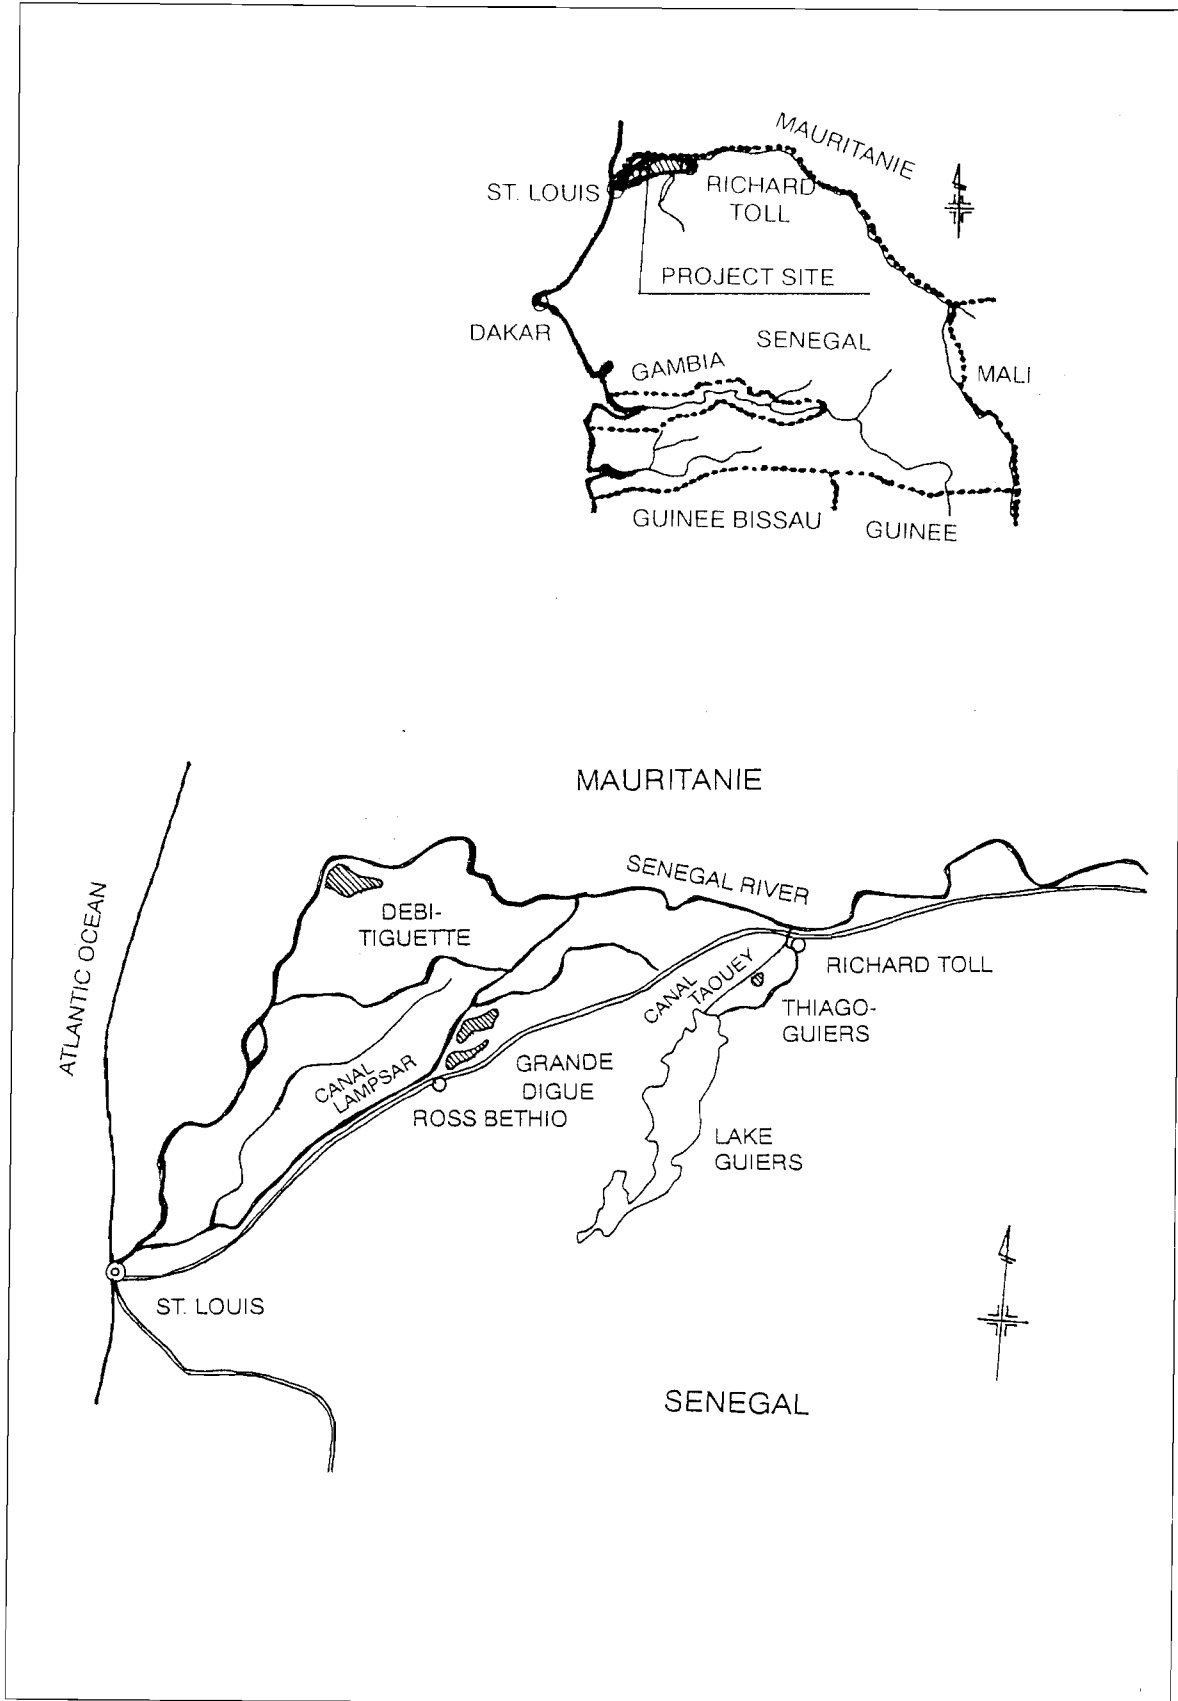 MAURITANIE
ST. LOUIS
RICHARD
TOLL
PROJECT SITE
DAKAR
SENEGAL
GAMBIA
MALI
GUINEE BISSAU
GUINEE
MAURITANIE
SENEGAL RIVER
ATLANTIC OCEAN
DEBI-
TIGUETTE
RICHARD TOLL
CANAL
TAOUEY
THIAGO-
GUIERS
CANAL
LAMPSAR
GRANDE
DIGUE
ROSS BETHIO
LAKE
GUIERS
ST. LOUIS
SENEGAL